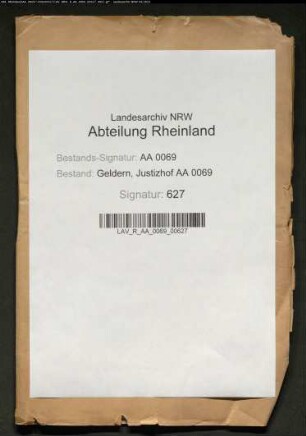 Landesarchiv NRW
Abteilung Rheinland
Bestands-Signatur: AA 0069
Bestand: Geldern, Justizhof AA 0069
Signatur: 627
LAV_R_AA_0069_00627